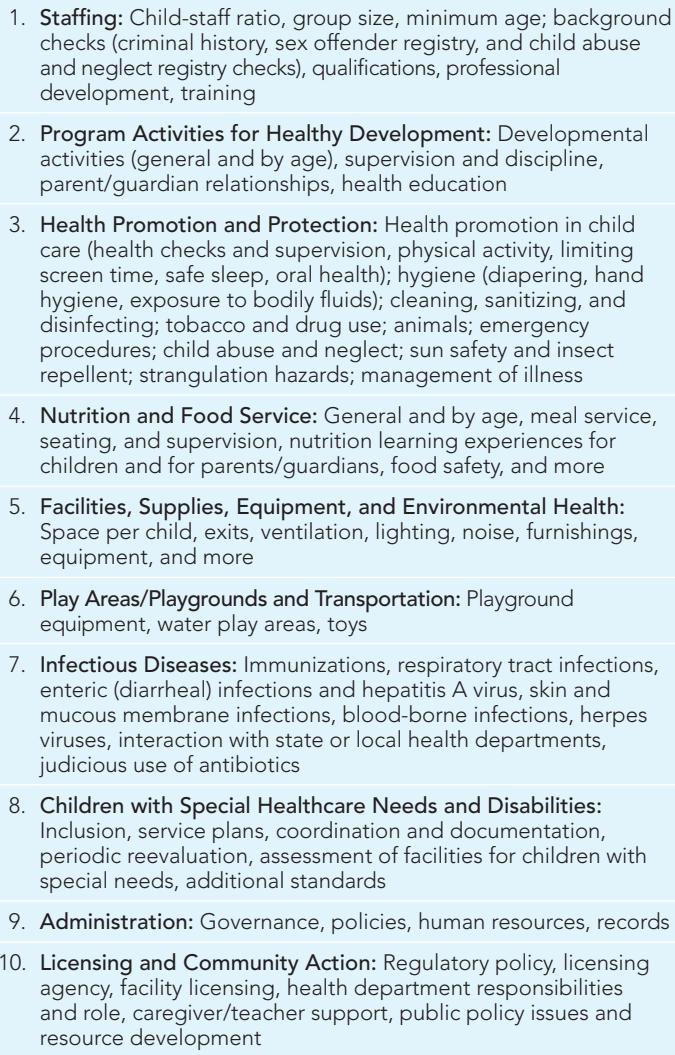 1. Staffing: Child-staff ratio, group size, minimum age; background
checks (criminal history, sex offender registry, and child abuse
and neglect registry checks), qualifications, professional
development, training
2. Program Activities for Healthy Development: Developmental
activities (general and by age), supervision and discipline,
parent/guardian relationships, health education
3. Health Promotion and Protection: Health promotion in child
care (health checks and supervision, physical activity, limiting
screen time, safe sleep, oral health); hygiene (diapering, hand
hygiene, exposure to bodily fluids); cleaning, sanitizing, and
disinfecting; tobacco and drug use; animals; emergency
procedures; child abuse and neglect; sun safety and insect
repellent; strangulation hazards; management of illness
4. Nutrition and Food Service: General and by age, meal service,
seating, and supervision, nutrition learning experiences for
children and for parents/guardians, food safety, and more
5. Facilities, Supplies, Equipment, and Environmental Health:
Space per child, exits, ventilation, lighting, noise, furnishings,
equipment, and more
6. Play Areas/Playgrounds and Transportation: Playground
equipment, water play areas, toys
7. Infectious Diseases: Immunizations, respiratory tract infections,
enteric (diarrheal) infections and hepatitis A virus, skin and
mucous membrane infections, blood-borne infections, herpes
viruses, interaction with state or local health departments,
judicious use of antibiotics
8. Children with Special Healthcare Needs and Disabilities:
Inclusion, service plans, coordination and documentation,
periodic reevaluation, assessment of facilities for children with
special needs, additional standards
9. Administration: Governance, policies, human resources, records
10. Licensing and Community Action: Regulatory policy, licensing
agency, facility licensing, health department responsibilities
and role, caregiver/teacher support, public policy issues and
resource development